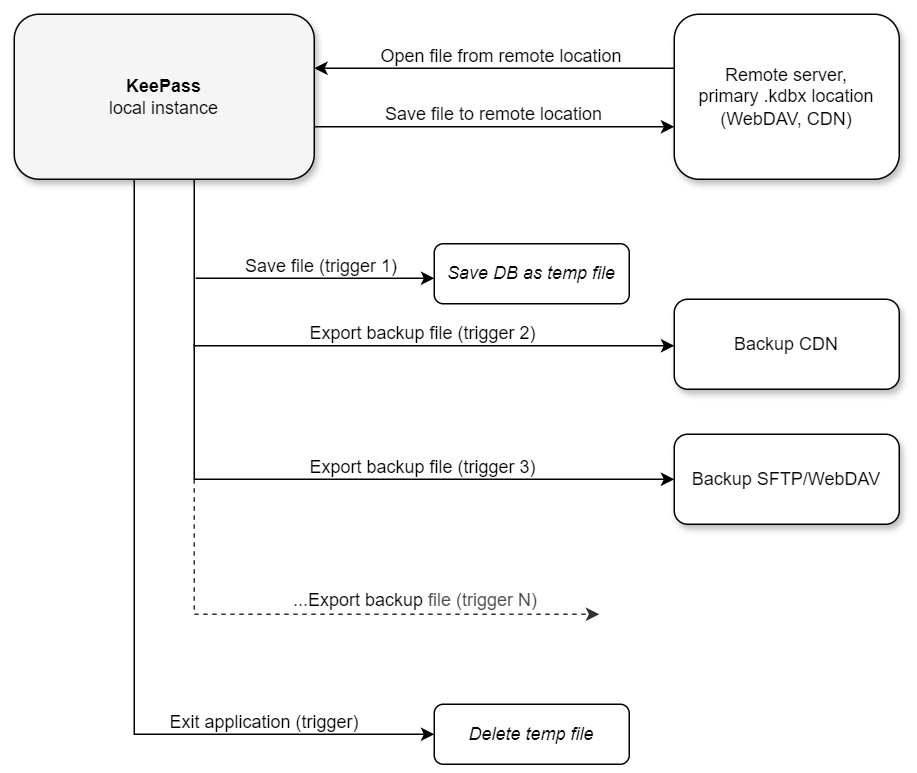 KeePass
local instance
Open file from remote location
Save file to remote location
Remote server,
primary .kdbx location
(WebDAV, CDN)
Save file (trigger 1)
Save DB as temp file
Export backup file (trigger 2)
Backup CDN
Export backup file (trigger 3)
Backup SFTP/WebDAV
...Export backup file (trigger N)
Exit application (trigger)
Delete temp file